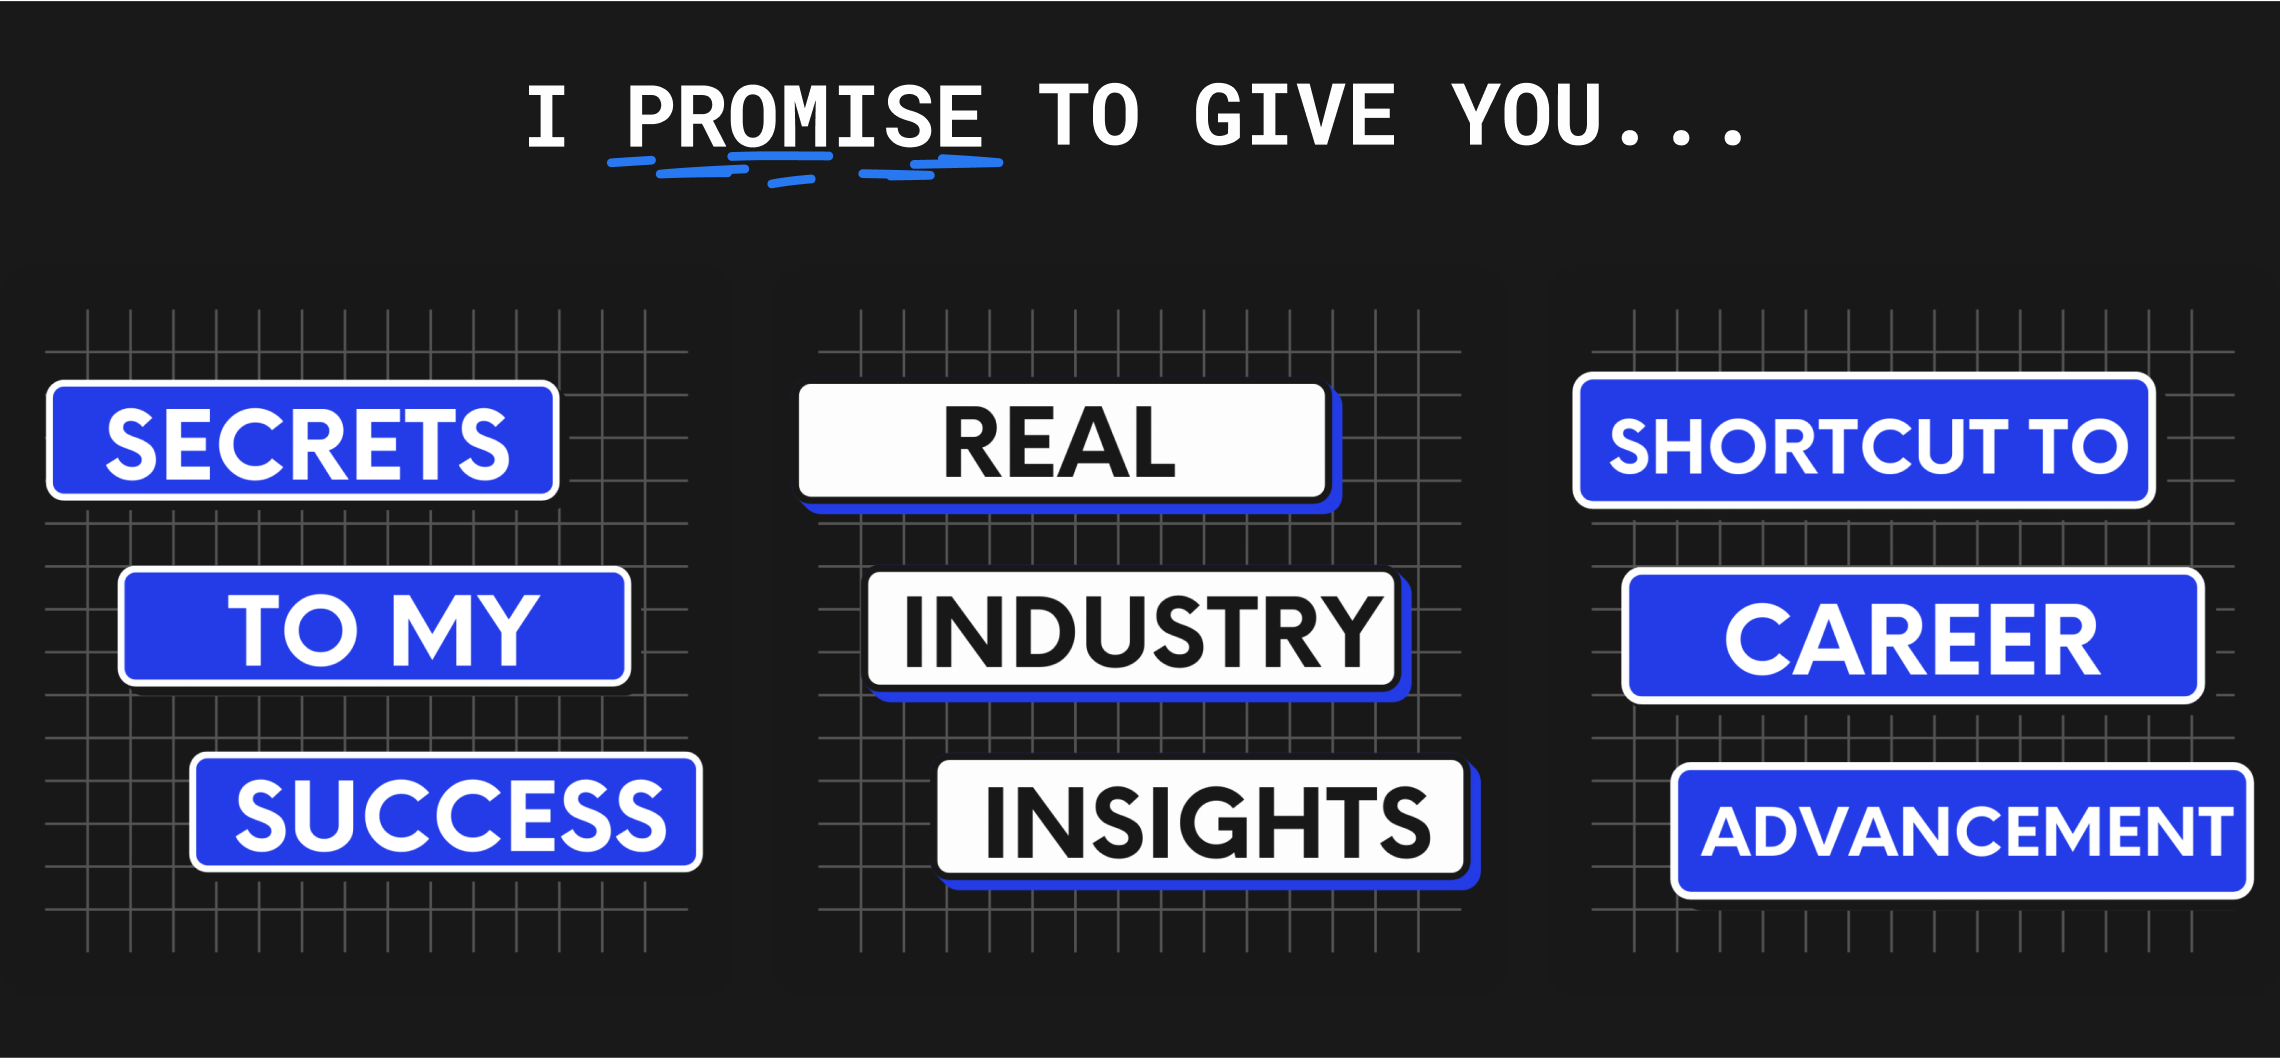 I PROMISE TO GIVE YOU...
SECRETS
TO MY
SUCCESS
REAL
INDUSTRY
INSIGHTS
SHORTCUT TO
CAREER
ADVANCEMENT